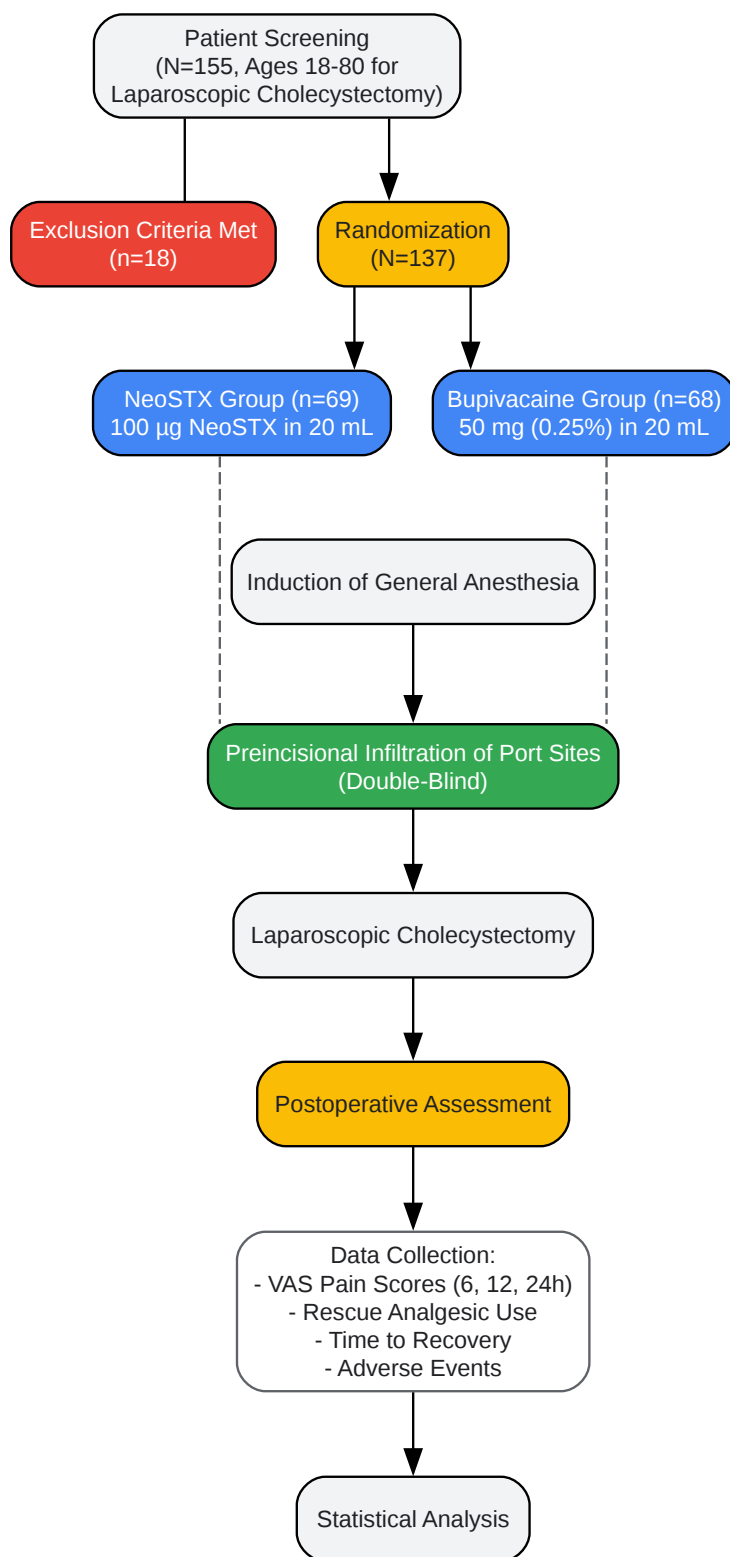 Patient Screening
(N=155, Ages 18-80 for
Laparoscopic Cholecystectomy)
Exclusion Criteria Met
(n=18)
Randomization
(N=137)
NeoSTX Group (n=69)
100 µg NeoSTX in 20 mL
Bupivacaine Group (n=68)
50 mg (0.25%) in 20 mL
Induction of General Anesthesia
Preincisional Infiltration of Port Sites
(Double-Blind)
Laparoscopic Cholecystectomy
Postoperative Assessment
Data Collection:
- VAS Pain Scores (6, 12, 24h)
- Rescue Analgesic Use
- Time to Recovery
- Adverse Events
Statistical Analysis